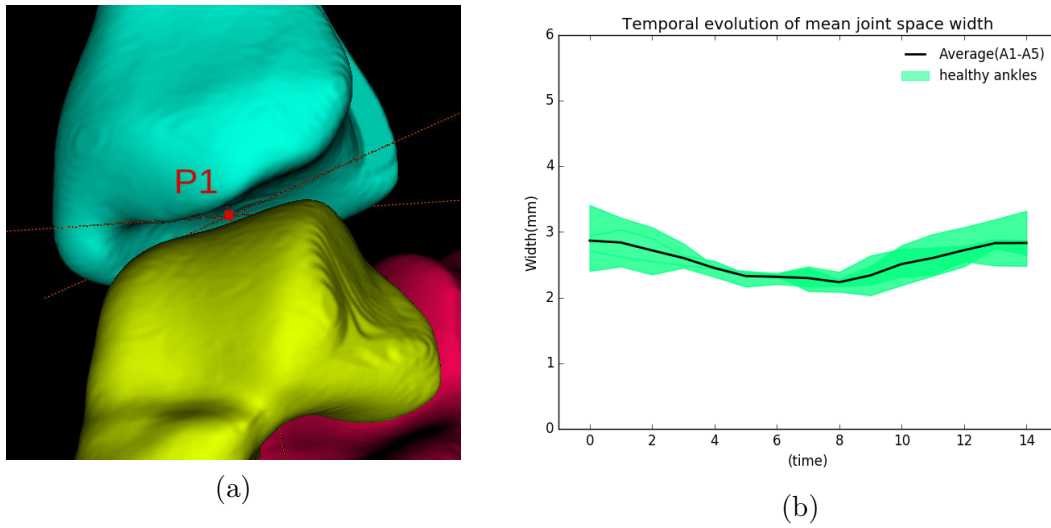 P1
(a)
Temporal evolution of mean joint space width
Average(A1-A5)
healthy ankles
Width(mm)
6
5
4
3
2
1
0
0 2 4 6 8 10 12 14
(time)
(b)